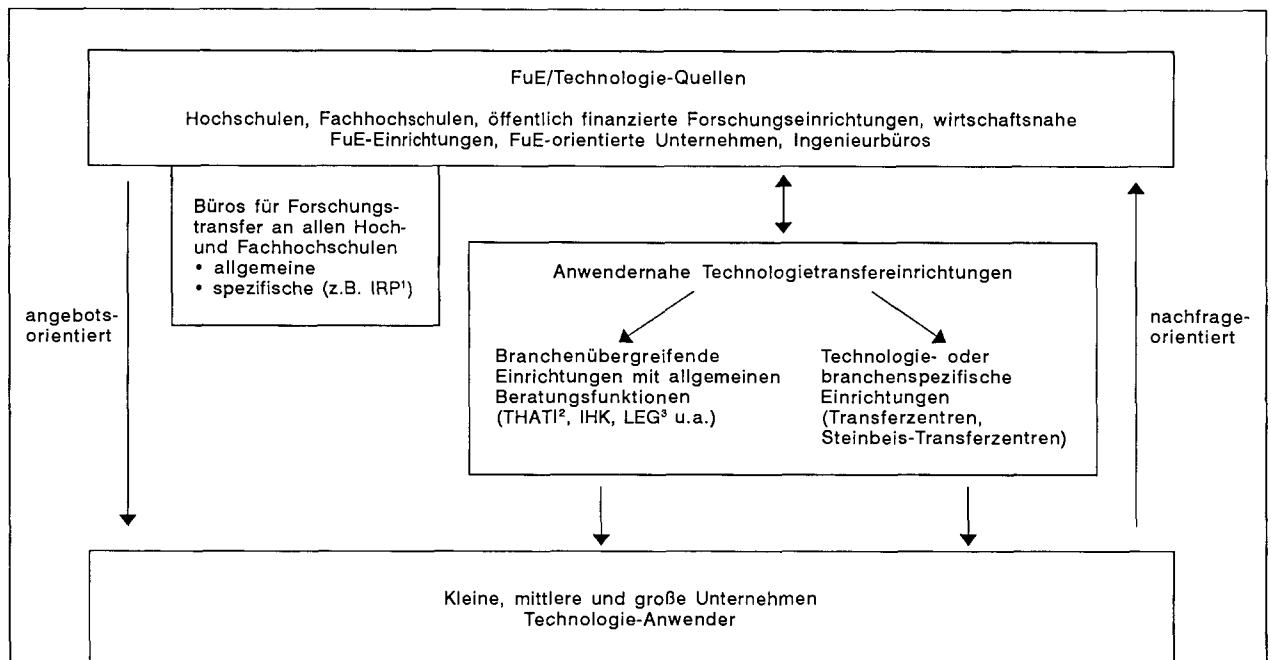 FuE/Technologie-Quellen
Hochschulen, Fachhochschulen, öffentlich finanzierte Forschungseinrichtungen, wirtschaftsnahe
FuE-Einrichtungen, FuE-orientierte Unternehmen, Ingenieurbüros
Büros für Forschungs-
transfer an allen Hoch-
und Fachhochschulen
• allgemeine
• spezifische (z.B. IRP¹)
angebots-
orientiert
Anwendernahe Technologietransfereinrichtungen
Branchenübergreifende
Einrichtungen mit allgemeinen
Beratungsfunktionen
(THATI², IHK, LEG³ u.a.)
Technologie- oder
branchenspezifische
Einrichtungen
(Transferzentren,
Steinbeis-Transferzentren)
nachfrage-
orientiert
Kleine, mittlere und große Unternehmen
Technologie-Anwender